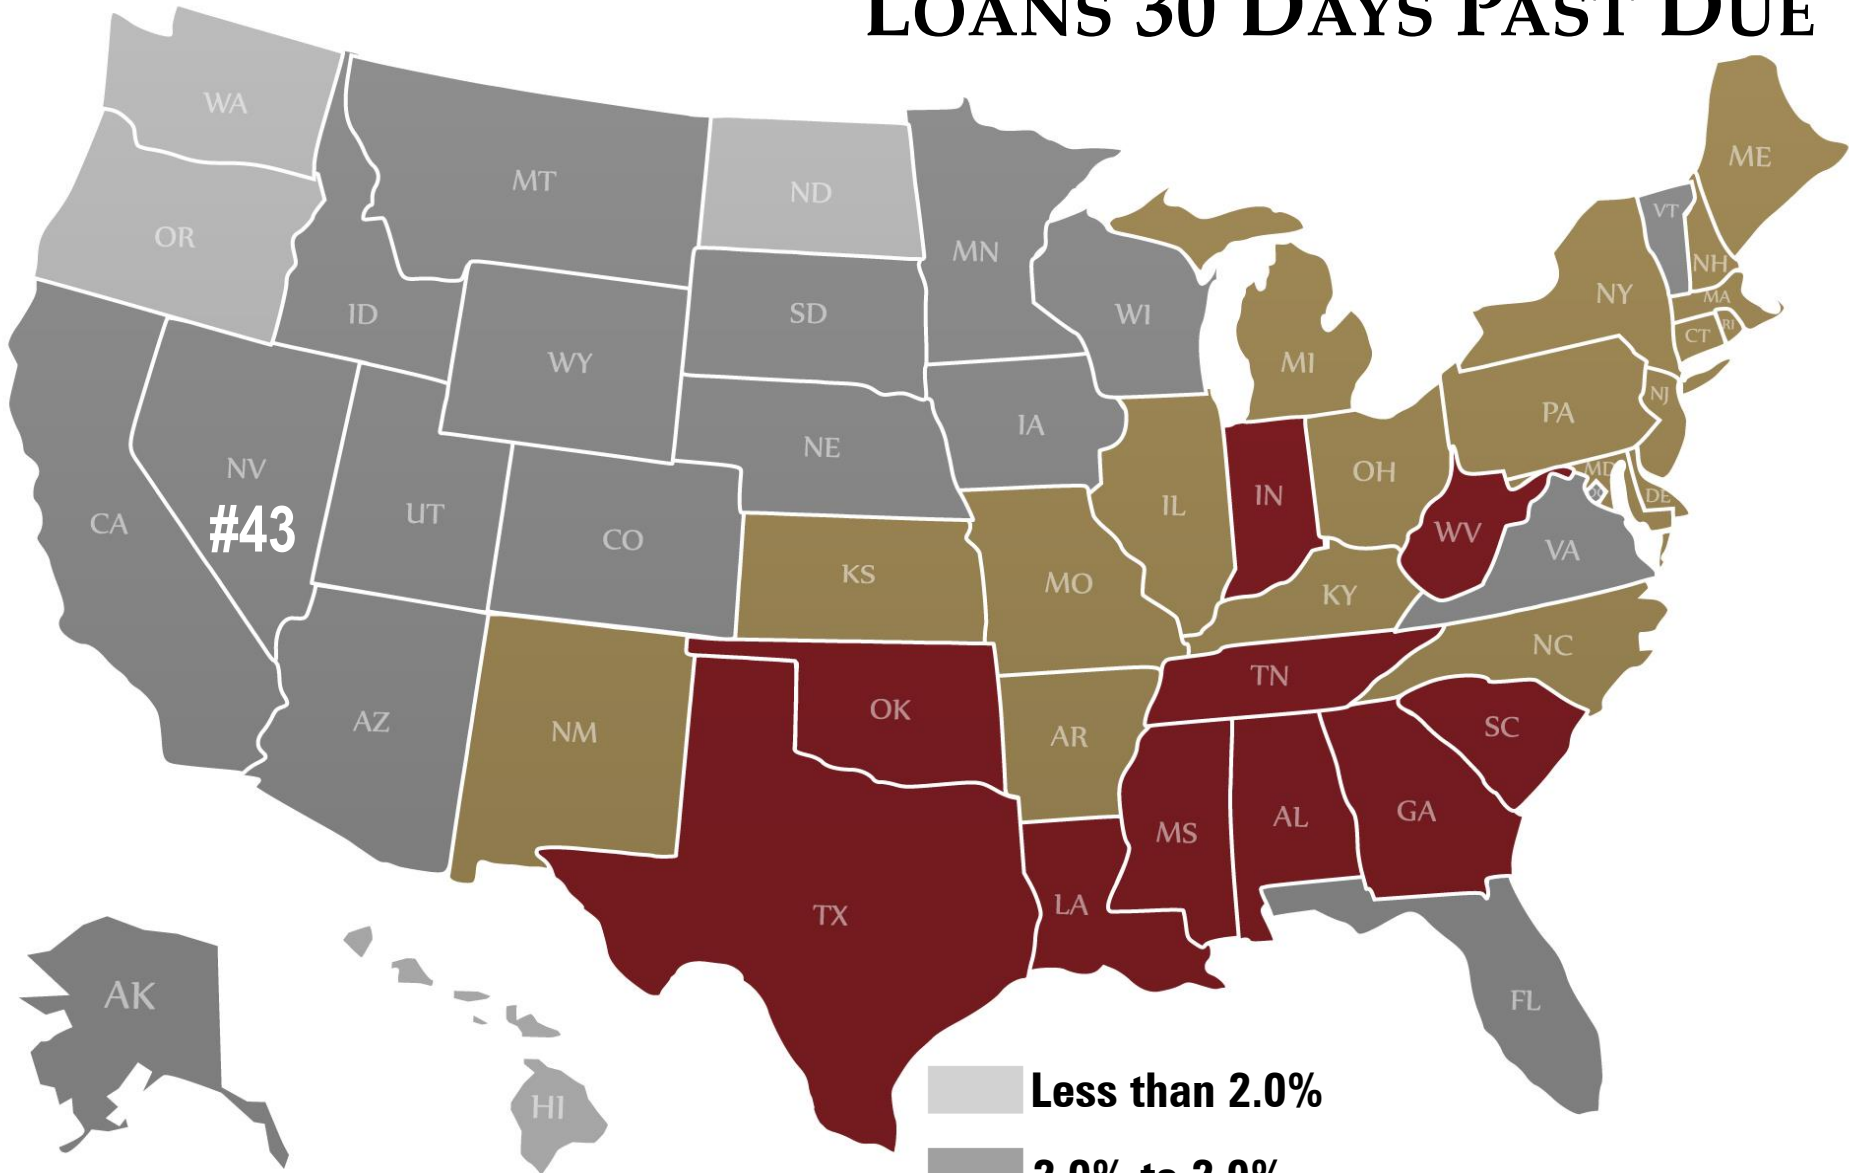 LOANS 30 DAYS PAST DUE
WA
MT
ND
ME
OR
MN
VT
ID
SD
WI
NY
NH
MA
WY
MI
CT
RI
NE
IA
PA
NJ
NV
#43
UT
CO
IL
IN
OH
MD
DE
CA
KS
MO
KY
WV
VA
NC
AZ
NM
OK
TN
AR
SC
MS
AL
GA
TX
LA
AK
FL
HI
Less than 2.0%